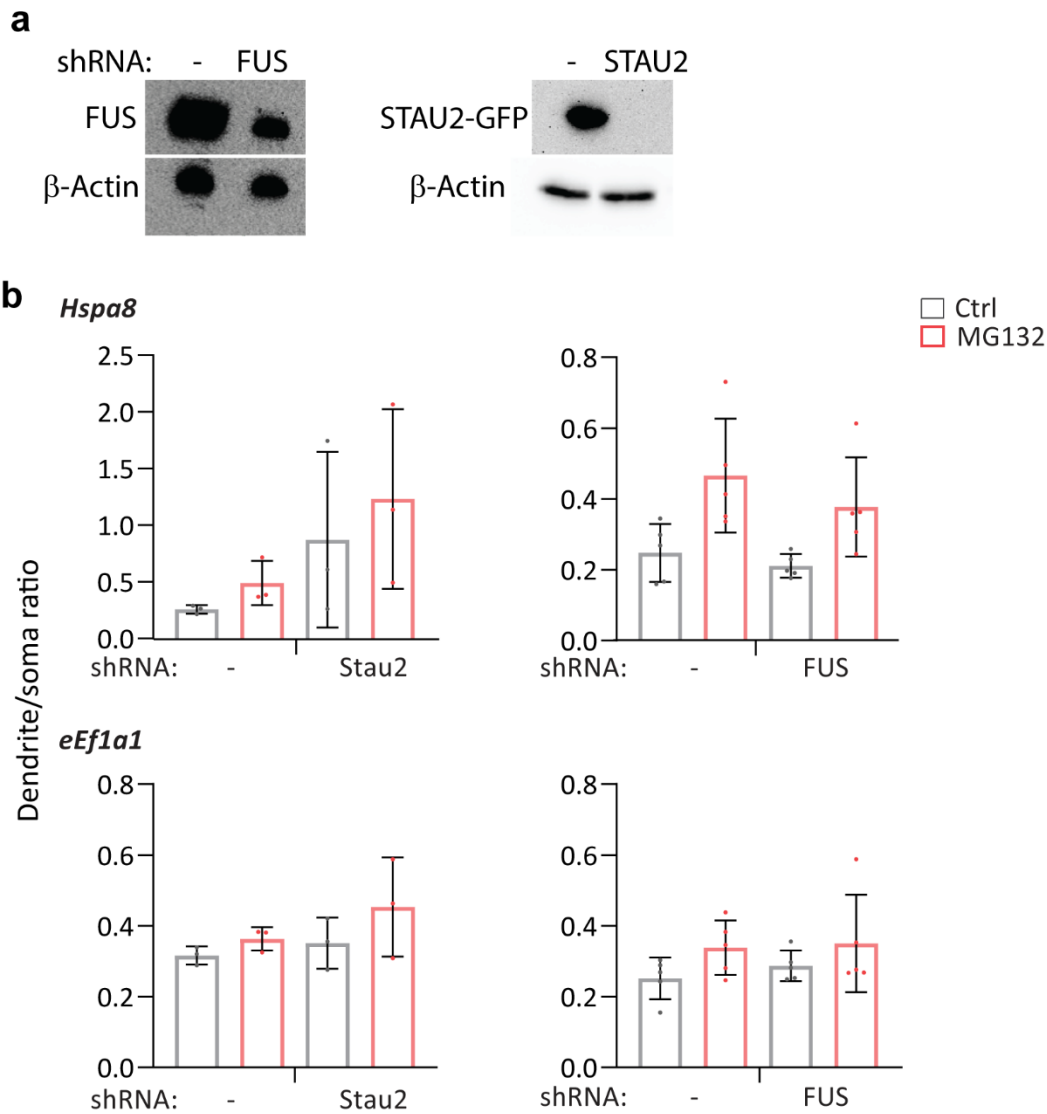 a
shRNA: - FUS
FUS
β-Actin
- STAU2
STAU2-GFP
β-Actin
b
Hspa8
Ctrl
MG132
Dendrite/soma ratio
2.5
2.0
1.5
1.0
0.5
0.0
shRNA: - Stau2
0.8
0.6
0.4
0.2
0.0
shRNA: - FUS
eEf1a1
0.8
0.6
0.4
0.2
0.0
shRNA: - Stau2
0.8
0.6
0.4
0.2
0.0
shRNA: - FUS